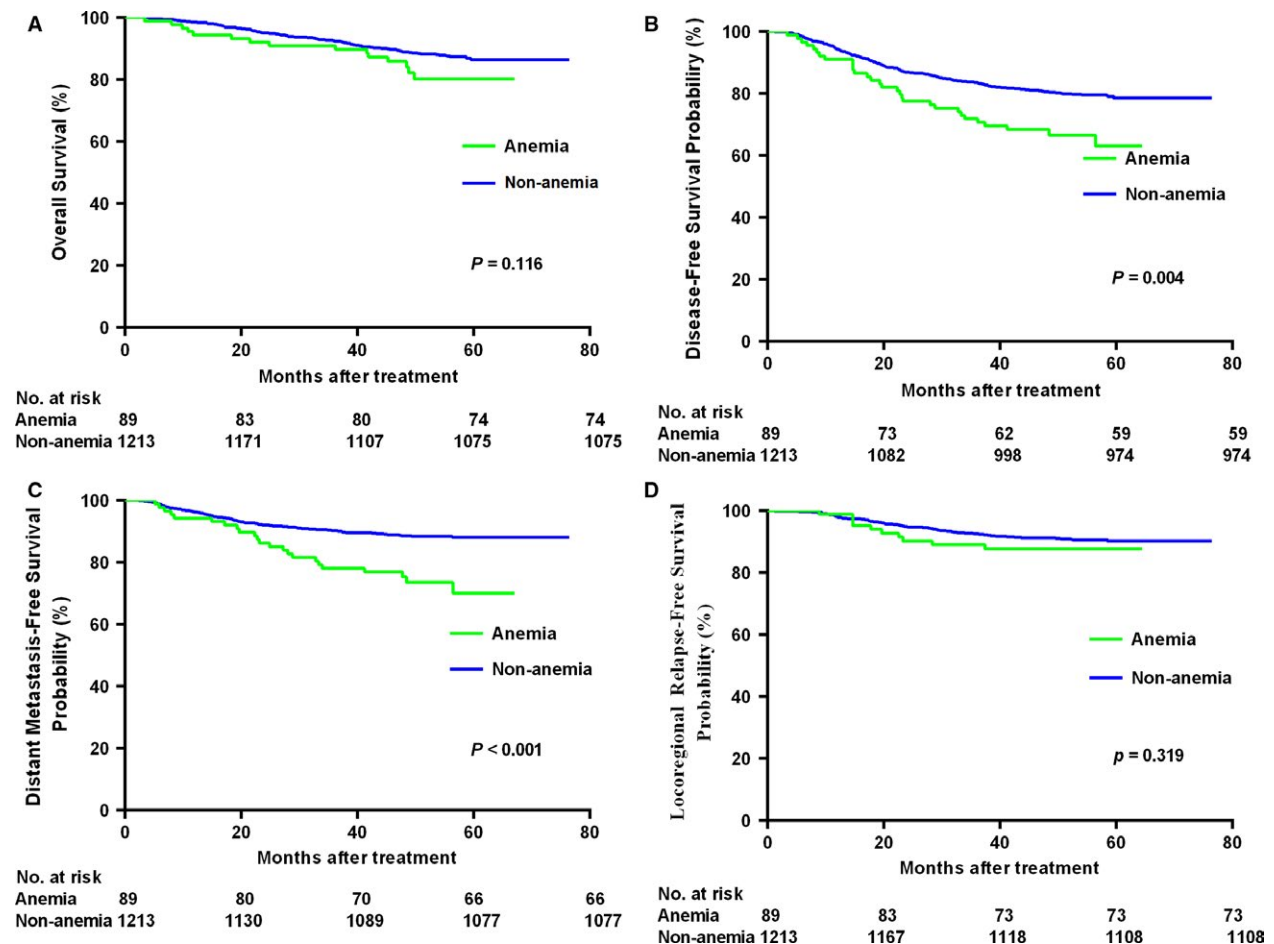 A
Overall Survival (%)
100
80
60
40
20
0
Anemia
Non-anemia
P = 0.116
0 20 40 60 80
Months after treatment
No. at risk
Anemia 89 83 80 74 74
Non-anemia 1213 1171 1107 1075 1075
B
Disease-Free Survival Probability (%)
100
80
60
40
20
0
Anemia
Non-anemia
P = 0.004
0 20 40 60 80
Months after treatment
No. at risk
Anemia 89 73 62 59 59
Non-anemia 1213 1082 998 974 974
C
Distant Metastasis-Free Survival
Probability (%)
100
80
60
40
20
0
Anemia
Non-anemia
P < 0.001
0 20 40 60 80
Months after treatment
No. at risk
Anemia 89 80 70 66 66
Non-anemia 1213 1130 1089 1077 1077
D
Locoregional Relapse-Free Survival
Probability (%)
100
80
60
40
20
0
Anemia
Non-anemia
p = 0.319
0 20 40 60 80
Months after treatment
No. at risk
Anemia 89 83 73 73 73
Non-anemia 1213 1167 1118 1108 1108